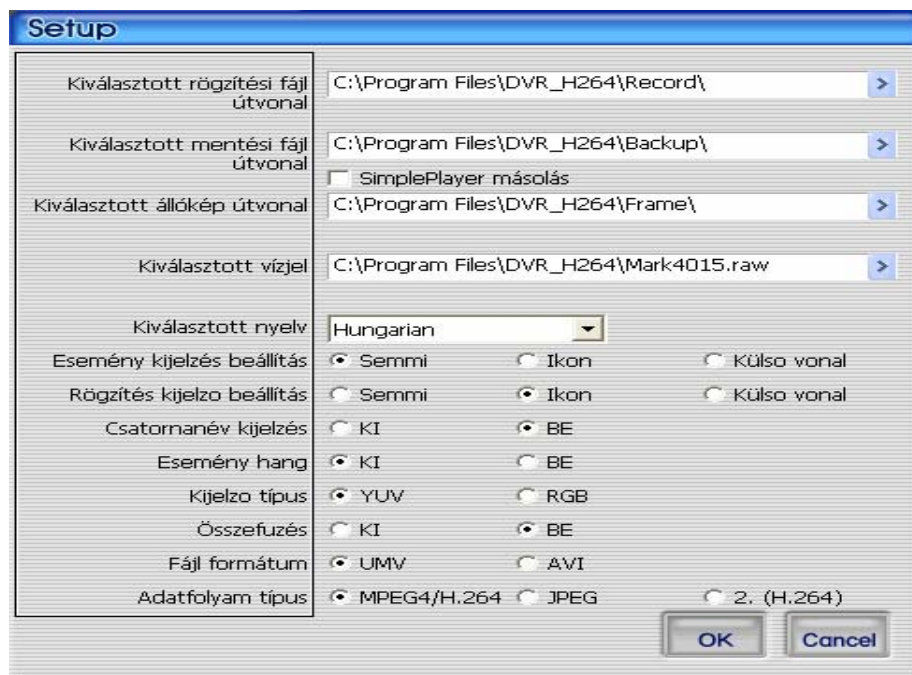 Setup
Kiválasztott rögzítési fájl útvonal C:\Program Files\DVR_H264\Record\ >
Kiválasztott mentési fájl útvonal C:\Program Files\DVR_H264\Backup\ >
SimplePlayer másolás
Kiválasztott állókép útvonal C:\Program Files\DVR_H264\Frame\ >
Kiválasztott vízjel C:\Program Files\DVR_H264\Mark4015.raw >
Kiválasztott nyelv Hungarian
Esemény kijelzés beállítás Semmi Ikon Külso vonal
Rögzítés kijelzo beállítás Semmi Ikon Külso vonal
Csatornanév kijelzés KI BE
Esemény hang KI BE
Kijelzo típus YUV RGB
Összefuzés KI BE
Fájl formátum UMV AVI
Adatfolyam típus MPEG4/H.264 JPEG 2. (H.264)
OK Cancel